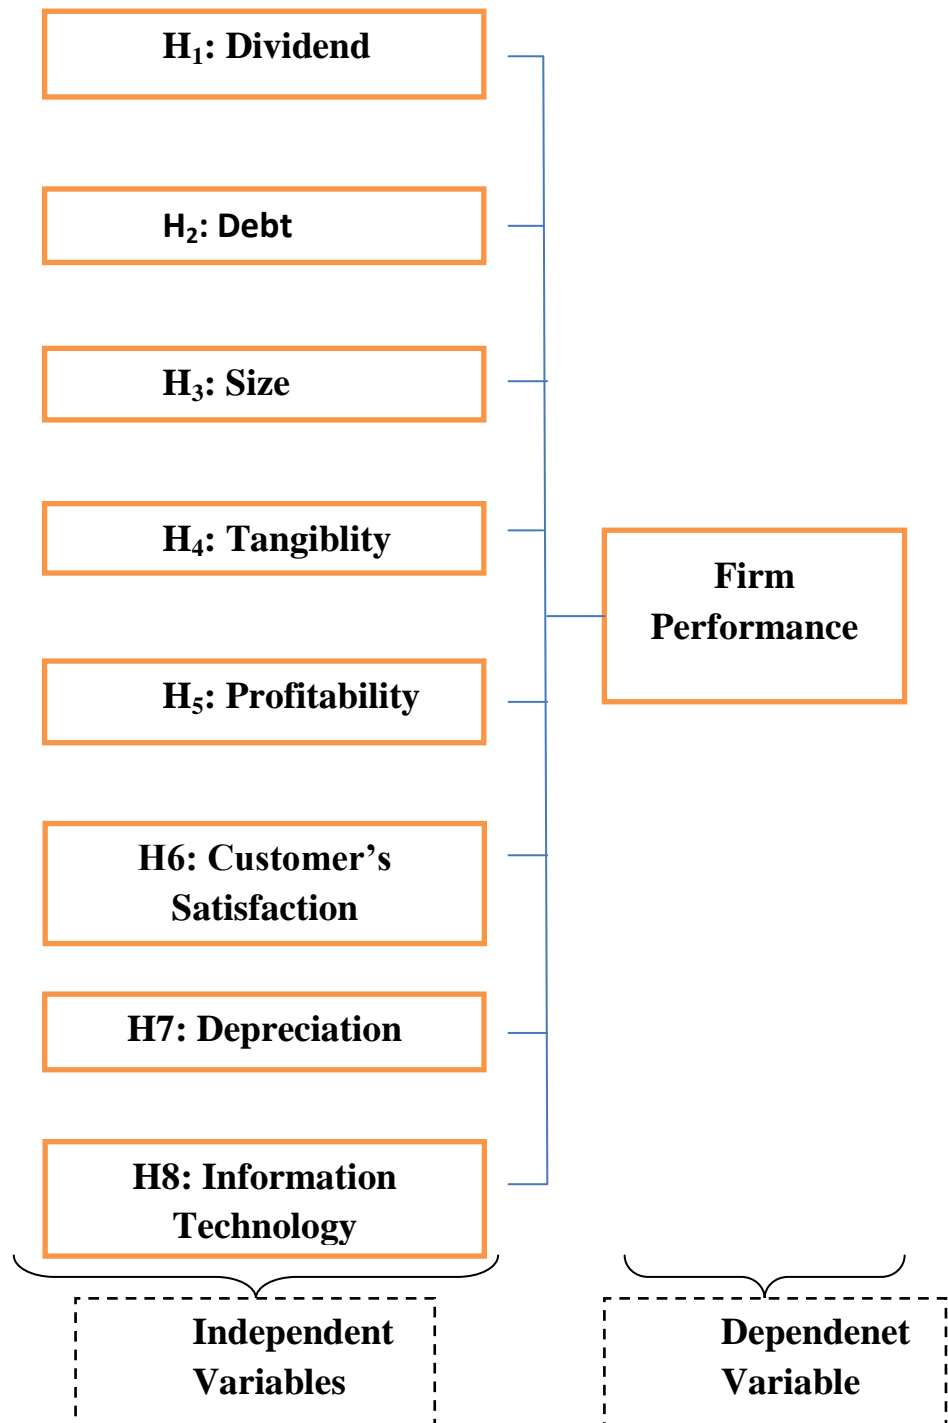 H₁: Dividend
H₂: Debt
H₃: Size
H₄: Tangiblity
H₅: Profitability
H6: Customer’s
Satisfaction
H7: Depreciation
H8: Information
Technology
Firm
Performance
Independent
Variables
Dependenet
Variable